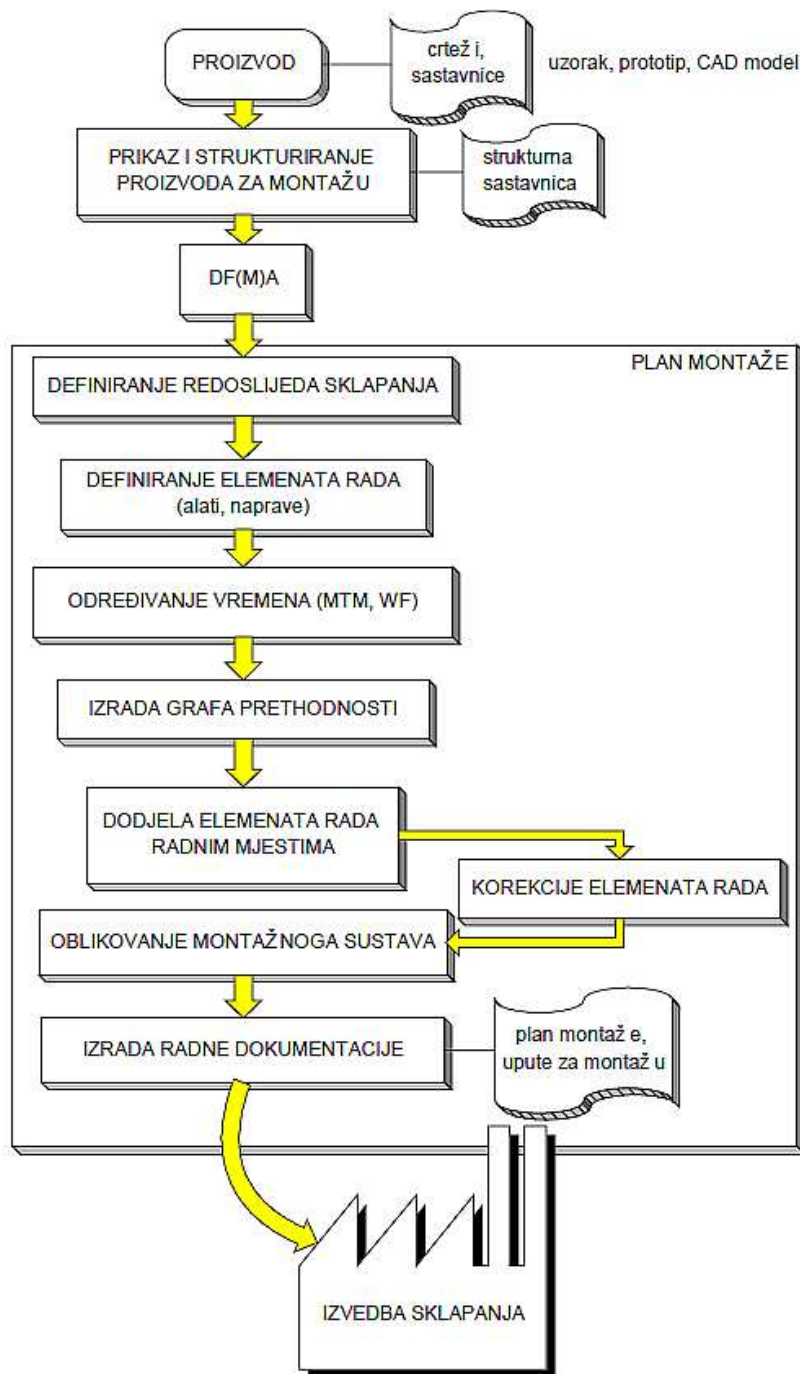 PROIZVOD
crtež i,
sastavnice
uzorak, prototip, CAD model
PRIKAZ I STRUKTURIRANJE
PROIZVODA ZA MONTAŽU
strukturna
sastavnica
DF(M)A
PLAN MONTAŽE
DEFINIRANJE REDOSLIJEDA SKLAPANJA
DEFINIRANJE ELEMENATA RADA
(alati, naprave)
ODREĐIVANJE VREMENA (MTM, WF)
IZRADA GRAFA PRETHODNOSTI
DODJELA ELEMENATA RADA
RADNIM MJESTIMA
KOREKCIJE ELEMENATA RADA
OBLIKOVANJE MONTAŽNOGA SUSTAVA
IZRADA RADNE DOKUMENTACIJE
plan montaž e,
upute za montaž u
IZVEDBA SKLAPANJA